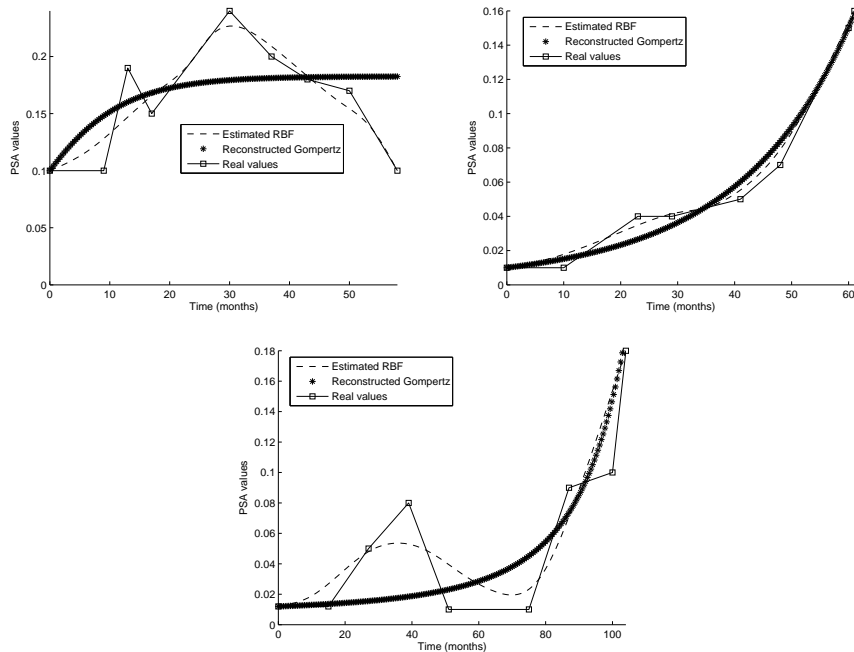 0.2
0.15
0.1
0.05
0
PSA values
Estimated RBF
Reconstructed Gompertz
Real values
0 10 20 30 40 50
Time (months)
0.16
0.14
0.12
0.1
0.08
0.06
0.04
0.02
0
PSA values
Estimated RBF
Reconstructed Gompertz
Real values
0 10 20 30 40 50 60
Time (months)
0.18
0.16
0.14
0.12
0.1
0.08
0.06
0.04
0.02
0
PSA values
Estimated RBF
Reconstructed Gompertz
Real values
0 20 40 60 80 100
Time (months)